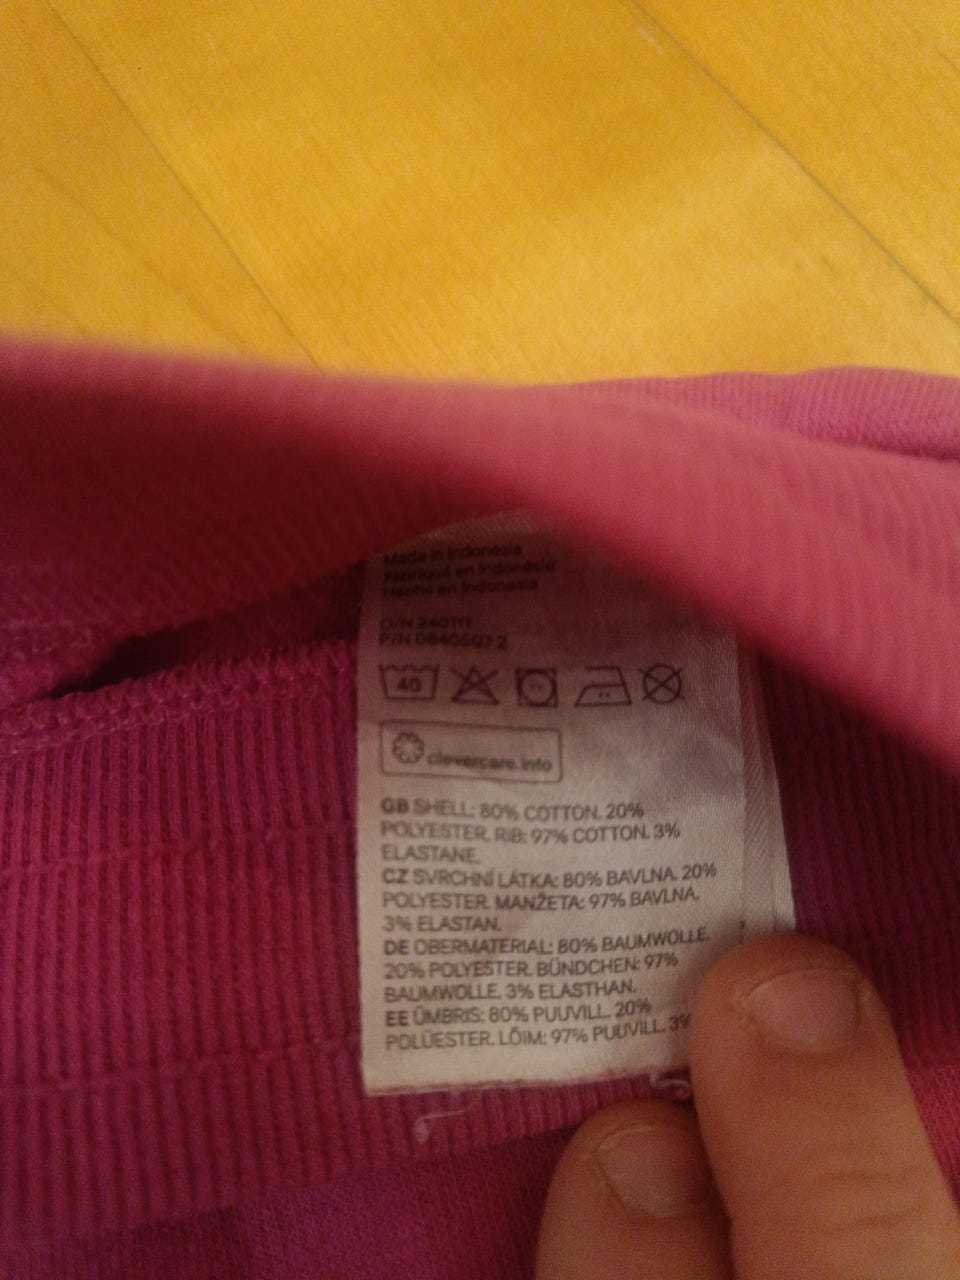 Made in Indonesia
Fabriqué en Indonésie
Hecho en Indonesia
O/N 240111
P/N D840507 2
40
clevercare.info
GB SHELL: 80% COTTON. 20%
POLYESTER. RIB: 97% COTTON. 3%
ELASTANE.
CZ SVRCHNÍ LÁTKA: 80% BAVLNA. 20%
POLYESTER. MANŽETA: 97% BAVLNA.
3% ELASTAN.
DE OBERMATERIAL: 80% BAUMWOLLE.
20% POLYESTER. BÜNDCHEN: 97%
BAUMWOLLE. 3% ELASTHAN.
EE ÜMBRIS: 80% PUUVILL. 20%
POLÜESTER. LÕIM: 97% PUUVILL. 3%